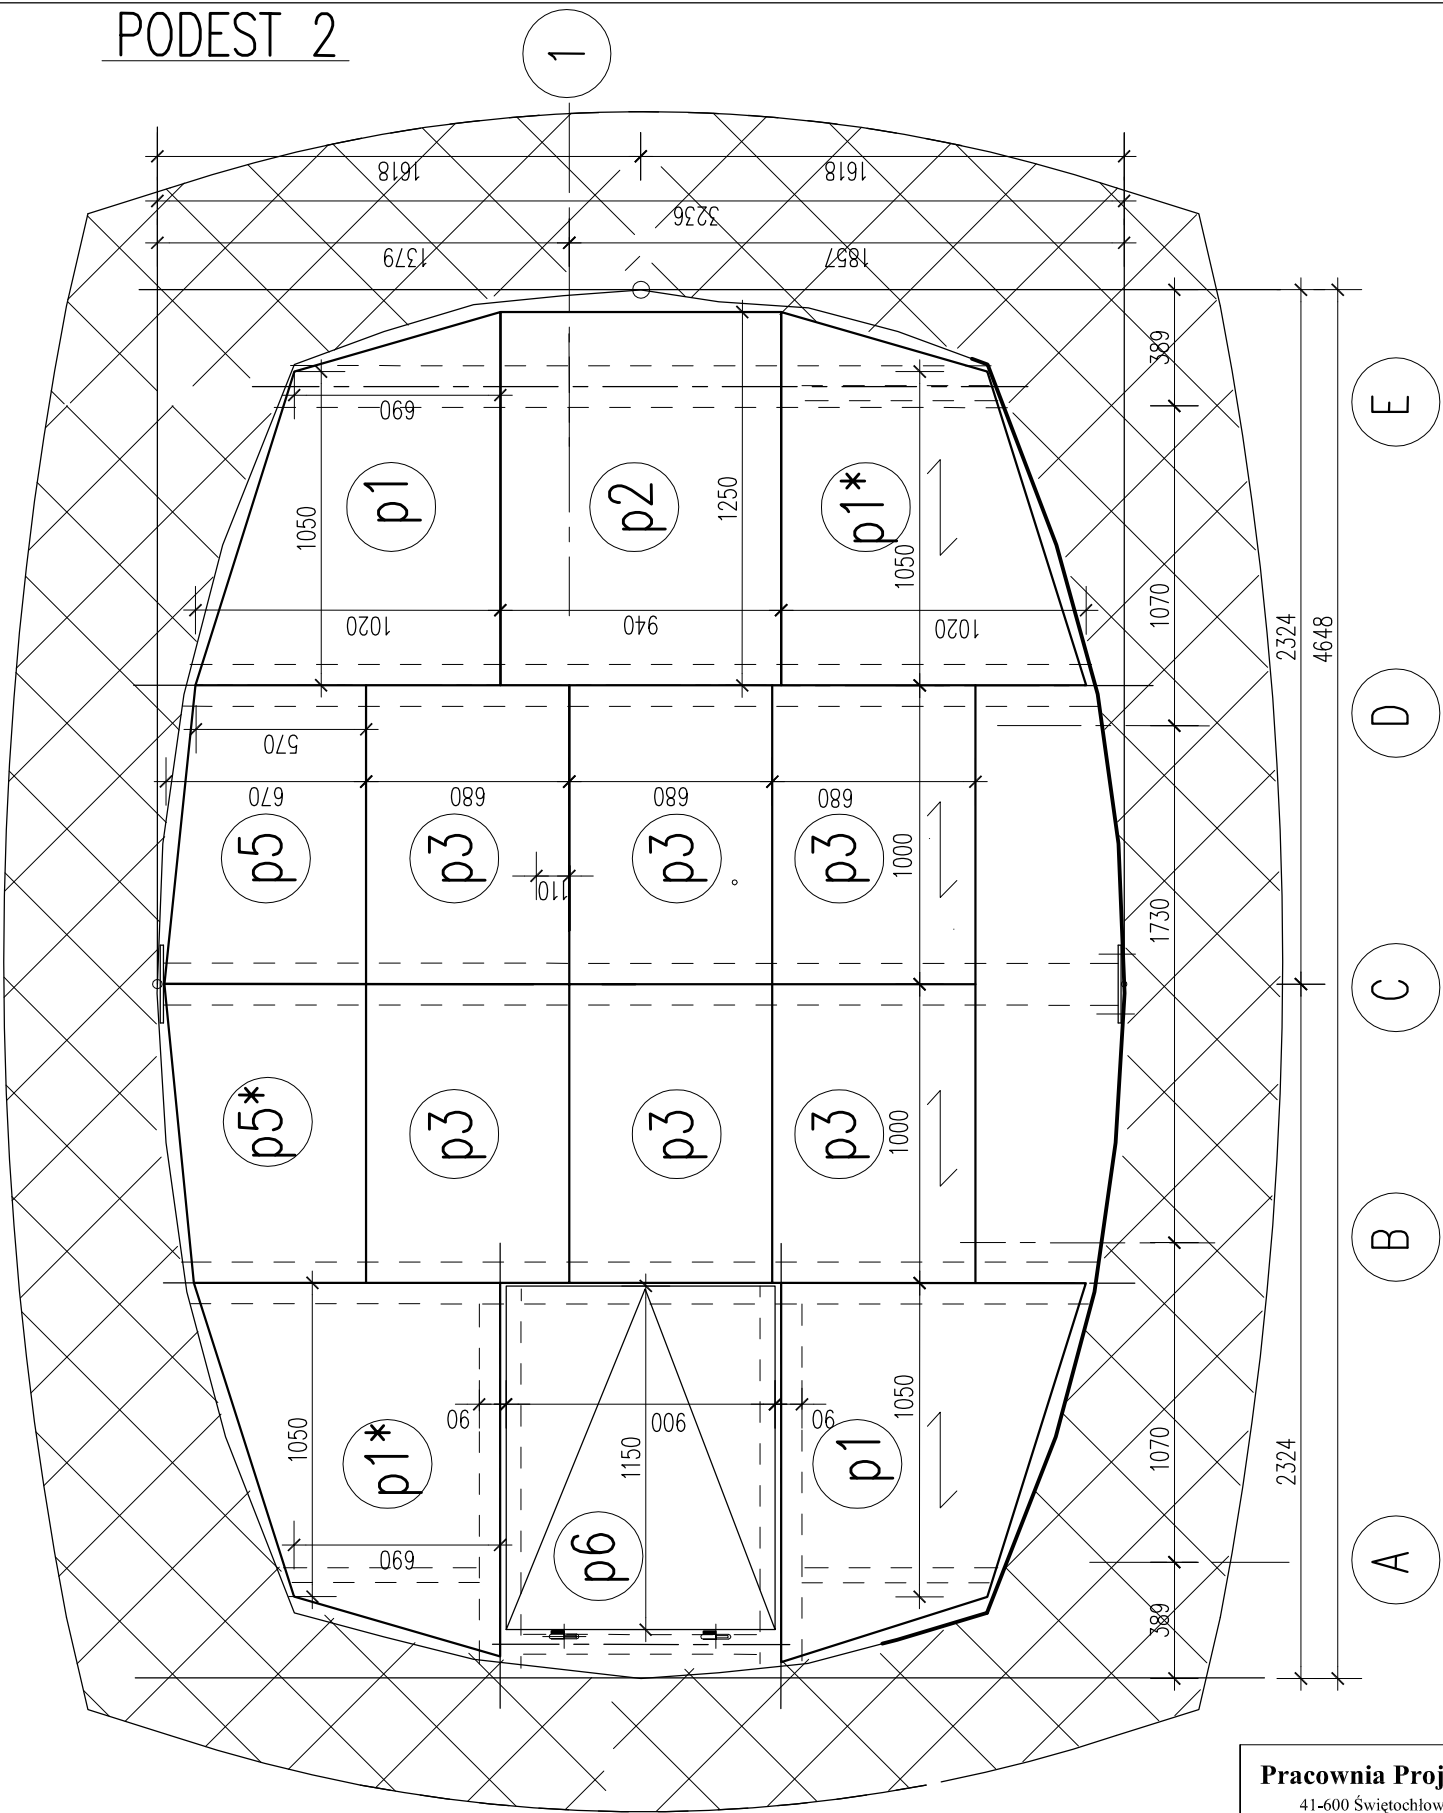 PODEST 2
1
1618
1618
3236
1379
1857
389
E
690
p1
p2
p1*
1050
1250
1050
1070
1020
940
1020
2324
4648
D
570
670
680
680
680
p5
p3
p3
p3
1000
110
1730
C
p5*
p3
p3
p3
1000
B
90
900
90
1050
1050
1150
1070
2324
p1*
p1
p6
690
A
389
Pracownia Proj
41-600 Świętochłow